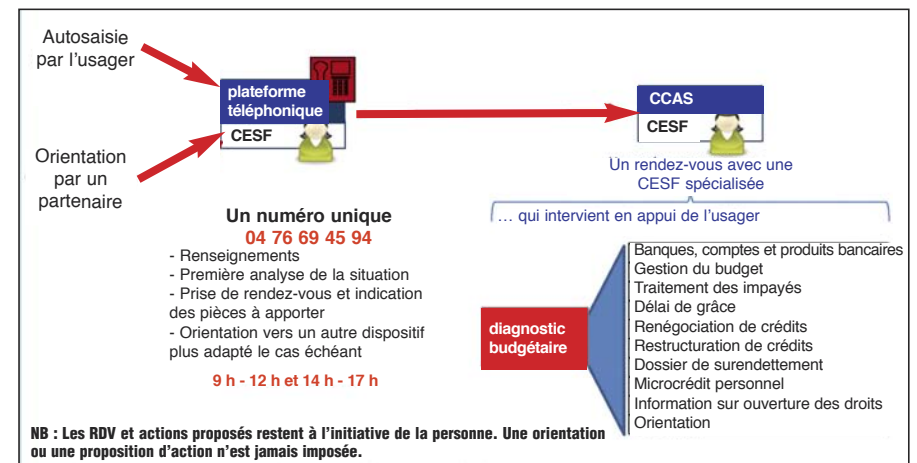 Autosaisie
par l'usager
plateforme
téléphonique
CESF
Orientation
par un
partenaire
CCAS
CESF
Un rendez-vous avec une
CESF spécialisée
… qui intervient en appui de l'usager
Un numéro unique
04 76 69 45 94
- Renseignements
- Première analyse de la situation
- Prise de rendez-vous et indication
des pièces à apporter
- Orientation vers un autre dispositif
plus adapté le cas échéant
9 h - 12 h et 14 h - 17 h
diagnostic
budgétaire
Banques, comptes et produits bancaires
Gestion du budget
Traitement des impayés
Délai de grâce
Renégociation de crédits
Restructuration de crédits
Dossier de surendettement
Microcrédit personnel
Information sur ouverture des droits
Orientation
NB : Les RDV et actions proposés restent à l'initiative de la personne. Une orientation
ou une proposition d'action n'est jamais imposée.